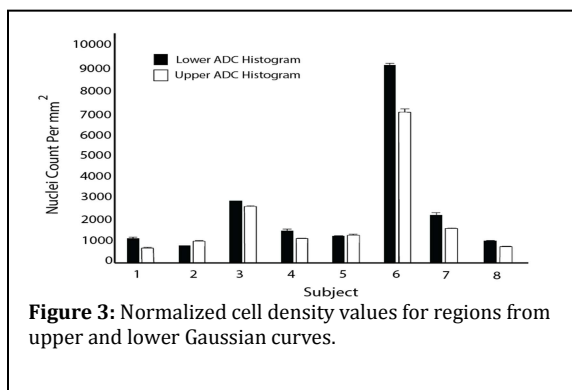 10000
9000
8000
7000
6000
5000
4000
3000
2000
1000
0
Nuclei Count Per mm²
Lower ADC Histogram
Upper ADC Histogram
1 2 3 4 5 6 7 8
Subject
Figure 3: Normalized cell density values for regions from
upper and lower Gaussian curves.